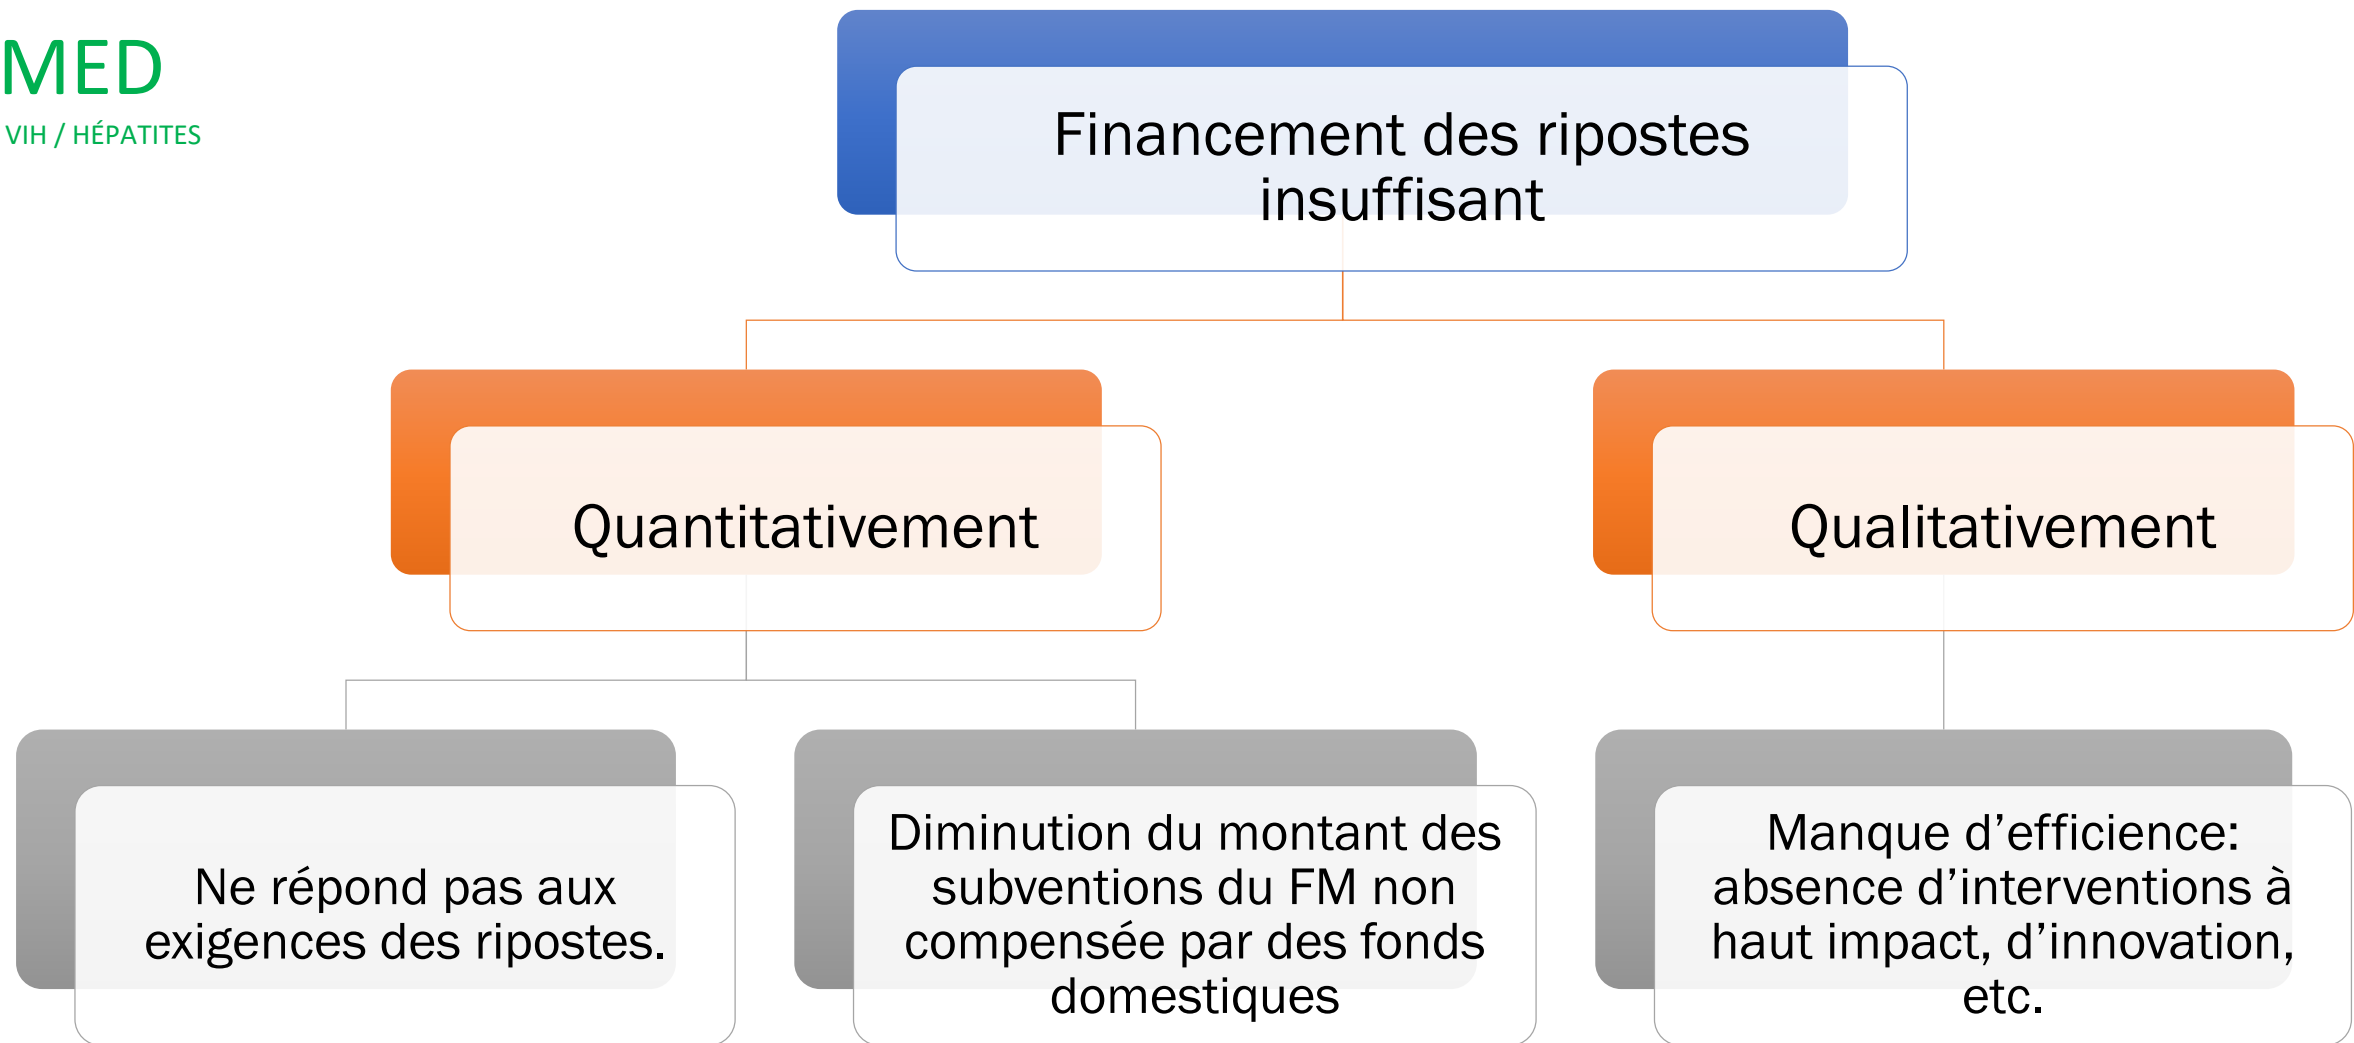 MED
VIH / HÉPATITES
Financement des ripostes
insuffisant
Quantitativement
Qualitativement
Ne répond pas aux
exigences des ripostes.
Diminution du montant des
subventions du FM non
compensée par des fonds
domestiques
Manque d’efficience:
absence d’interventions à
haut impact, d’innovation,
etc.